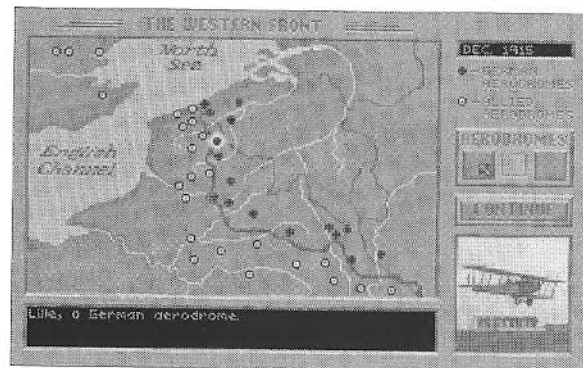 THE WESTERN FRONT
North
Sea
English
Channel
DEC. 1915
-GERMAN
AERODROMES
-ALLIED
AERODROMES
AERODROMES
CONTINUE
Lille, a German aerodrome.